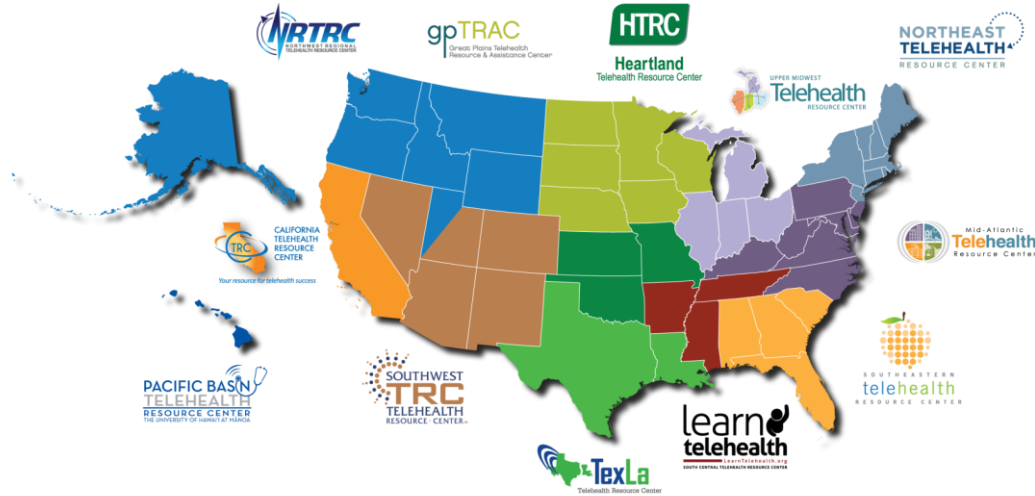 NRTRC
NORTHWEST REGIONAL
TELEHEALTH RESOURCE CENTER
gpTRAC
Great Plains Telehealth
Resource & Assistance Center
HTRC
Heartland
Telehealth Resource Center
NORTHEAST
TELEHEALTH
RESOURCE CENTER
UPPER MIDWEST
Telehealth
RESOURCE CENTER
TRC
CALIFORNIA
TELEHEALTH
RESOURCE
CENTER
Your resource for telehealth success
Mid-Atlantic
Telehealth
Resource Center
PACIFIC BASIN
TELEHEALTH
RESOURCE CENTER
THE UNIVERSITY OF HAWAI'I AT MĀNOA
SOUTHWEST
TRC
TELEHEALTH
RESOURCE • CENTER
SOUTHEASTERN
telehealth
RESOURCE CENTER
learn
telehealth
LearnTelehealth.org
SOUTH CENTRAL TELEHEALTH RESOURCE CENTER
TexLa
Telehealth Resource Center